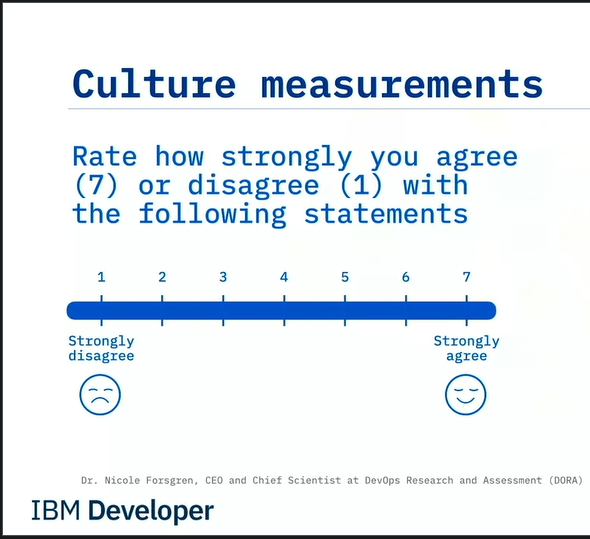 Culture measurements
Rate how strongly you agree
(7) or disagree (1) with
the following statements
1 2 3 4 5 6 7
Strongly disagree
Strongly agree
Dr. Nicole Forsgren, CEO and Chief Scientist at DevOps Research and Assessment (DORA)
IBM Developer